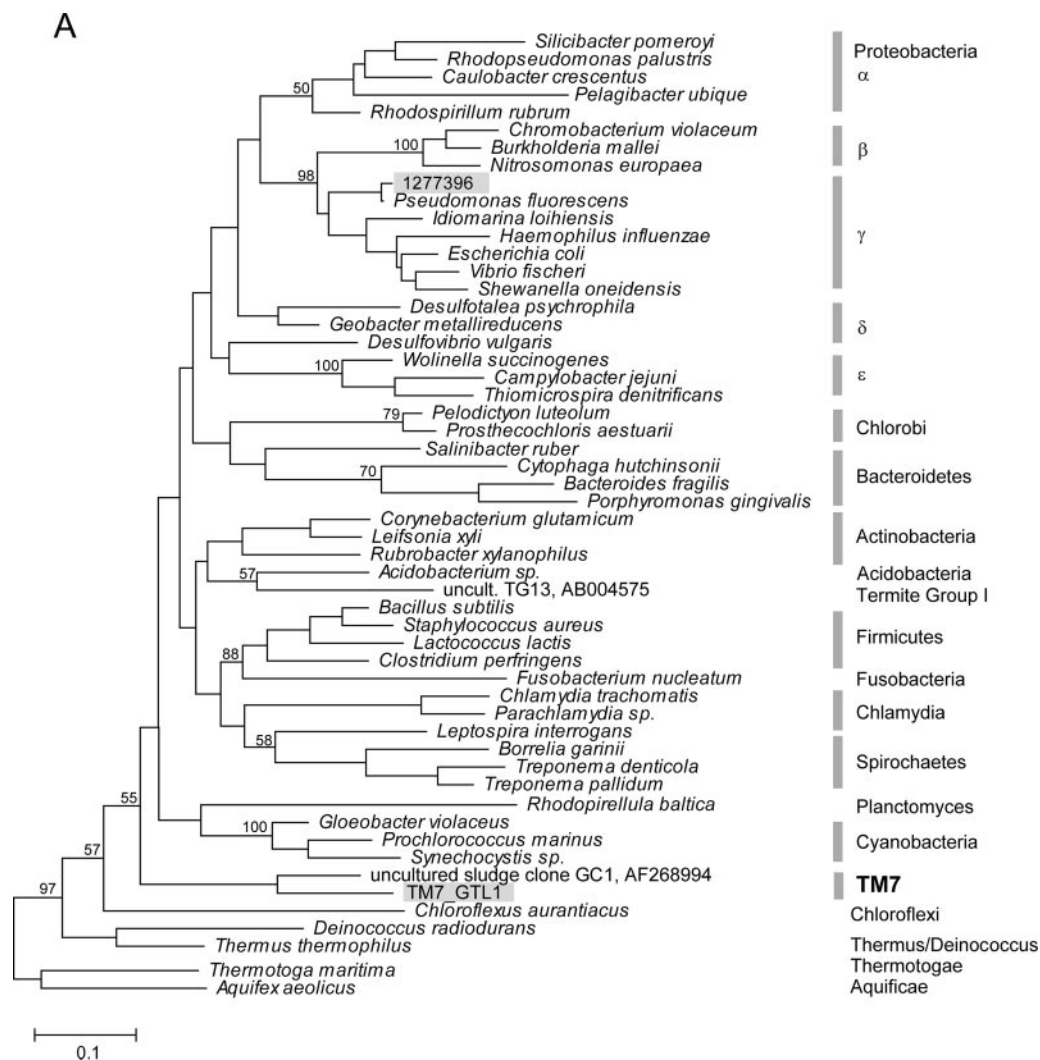 A
Silicibacter pomeroyi
Rhodopseudomonas palustris
Caulobacter crescentus
Pelagibacter ubique
Rhodospirillum rubrum
Chromobacterium violaceum
Burkholderia mallei
Nitrosomonas europaea
1277396
Pseudomonas fluorescens
Idiomarina loihiensis
Haemophilus influenzae
Escherichia coli
Vibrio fischeri
Shewanella oneidensis
Desulfotalea psychrophila
Geobacter metallireducens
Desulfovibrio vulgaris
Wolinella succinogenes
Campylobacter jejuni
Thiomicrospira denitrificans
Pelodictyon luteolum
Prosthecochloris aestuarii
Salinibacter ruber
Cytophaga hutchinsonii
Bacteroides fragilis
Porphyromonas gingivalis
Corynebacterium glutamicum
Leifsonia xyli
Rubrobacter xylanophilus
Acidobacterium sp.
uncult. TG13, AB004575
Bacillus subtilis
Staphylococcus aureus
Lactococcus lactis
Clostridium perfringens
Fusobacterium nucleatum
Chlamydia trachomatis
Parachlamydia sp.
Leptospira interrogans
Borrelia garinii
Treponema denticola
Treponema pallidum
Rhodopirellula baltica
Gloeobacter violaceus
Prochlorococcus marinus
Synechocystis sp.
uncultured sludge clone GC1, AF268994
TM7_GTL1
Chloroflexus aurantiacus
Deinococcus radiodurans
Thermus thermophilus
Thermotoga maritima
Aquifex aeolicus
50
100
98
100
79
70
57
88
58
100
55
57
97
0.1
Proteobacteria
α
β
γ
δ
ε
Chlorobi
Bacteroidetes
Actinobacteria
Acidobacteria
Termite Group I
Firmicutes
Fusobacteria
Chlamydia
Spirochaetes
Planctomyces
Cyanobacteria
TM7
Chloroflexi
Thermus/Deinococcus
Thermotogae
Aquificae